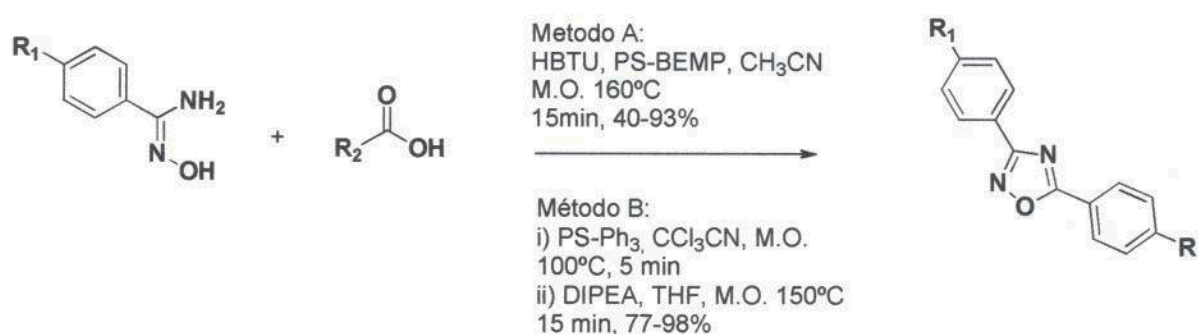 R1
NH2
N-OH
+
O
R2
OH
Metodo A:
HBTU, PS-BEMP, CH3CN
M.O. 160ºC
15min, 40-93%
Método B:
i) PS-Ph3, CCl3CN, M.O.
100ºC, 5 min
ii) DIPEA, THF, M.O. 150ºC
15 min, 77-98%
R1
N
N
O
R